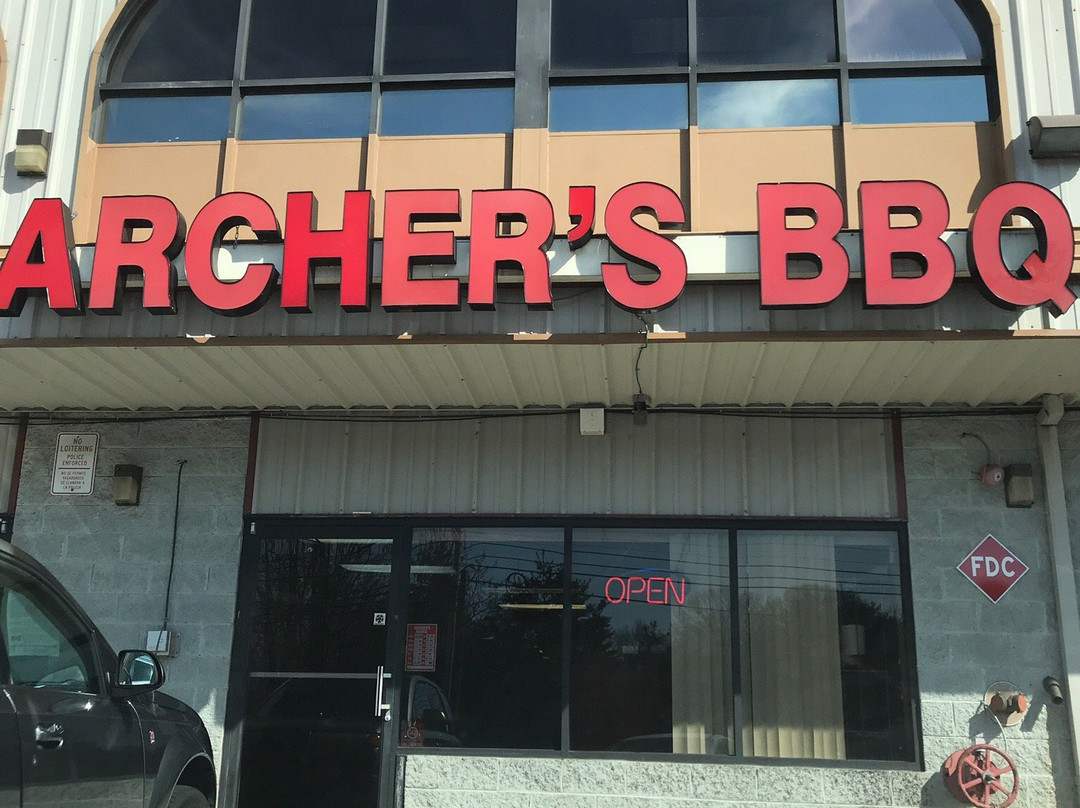 ARCHER'S BBQ
NO
LOITERING
POLICE
ENFORCED
OPEN
FDC